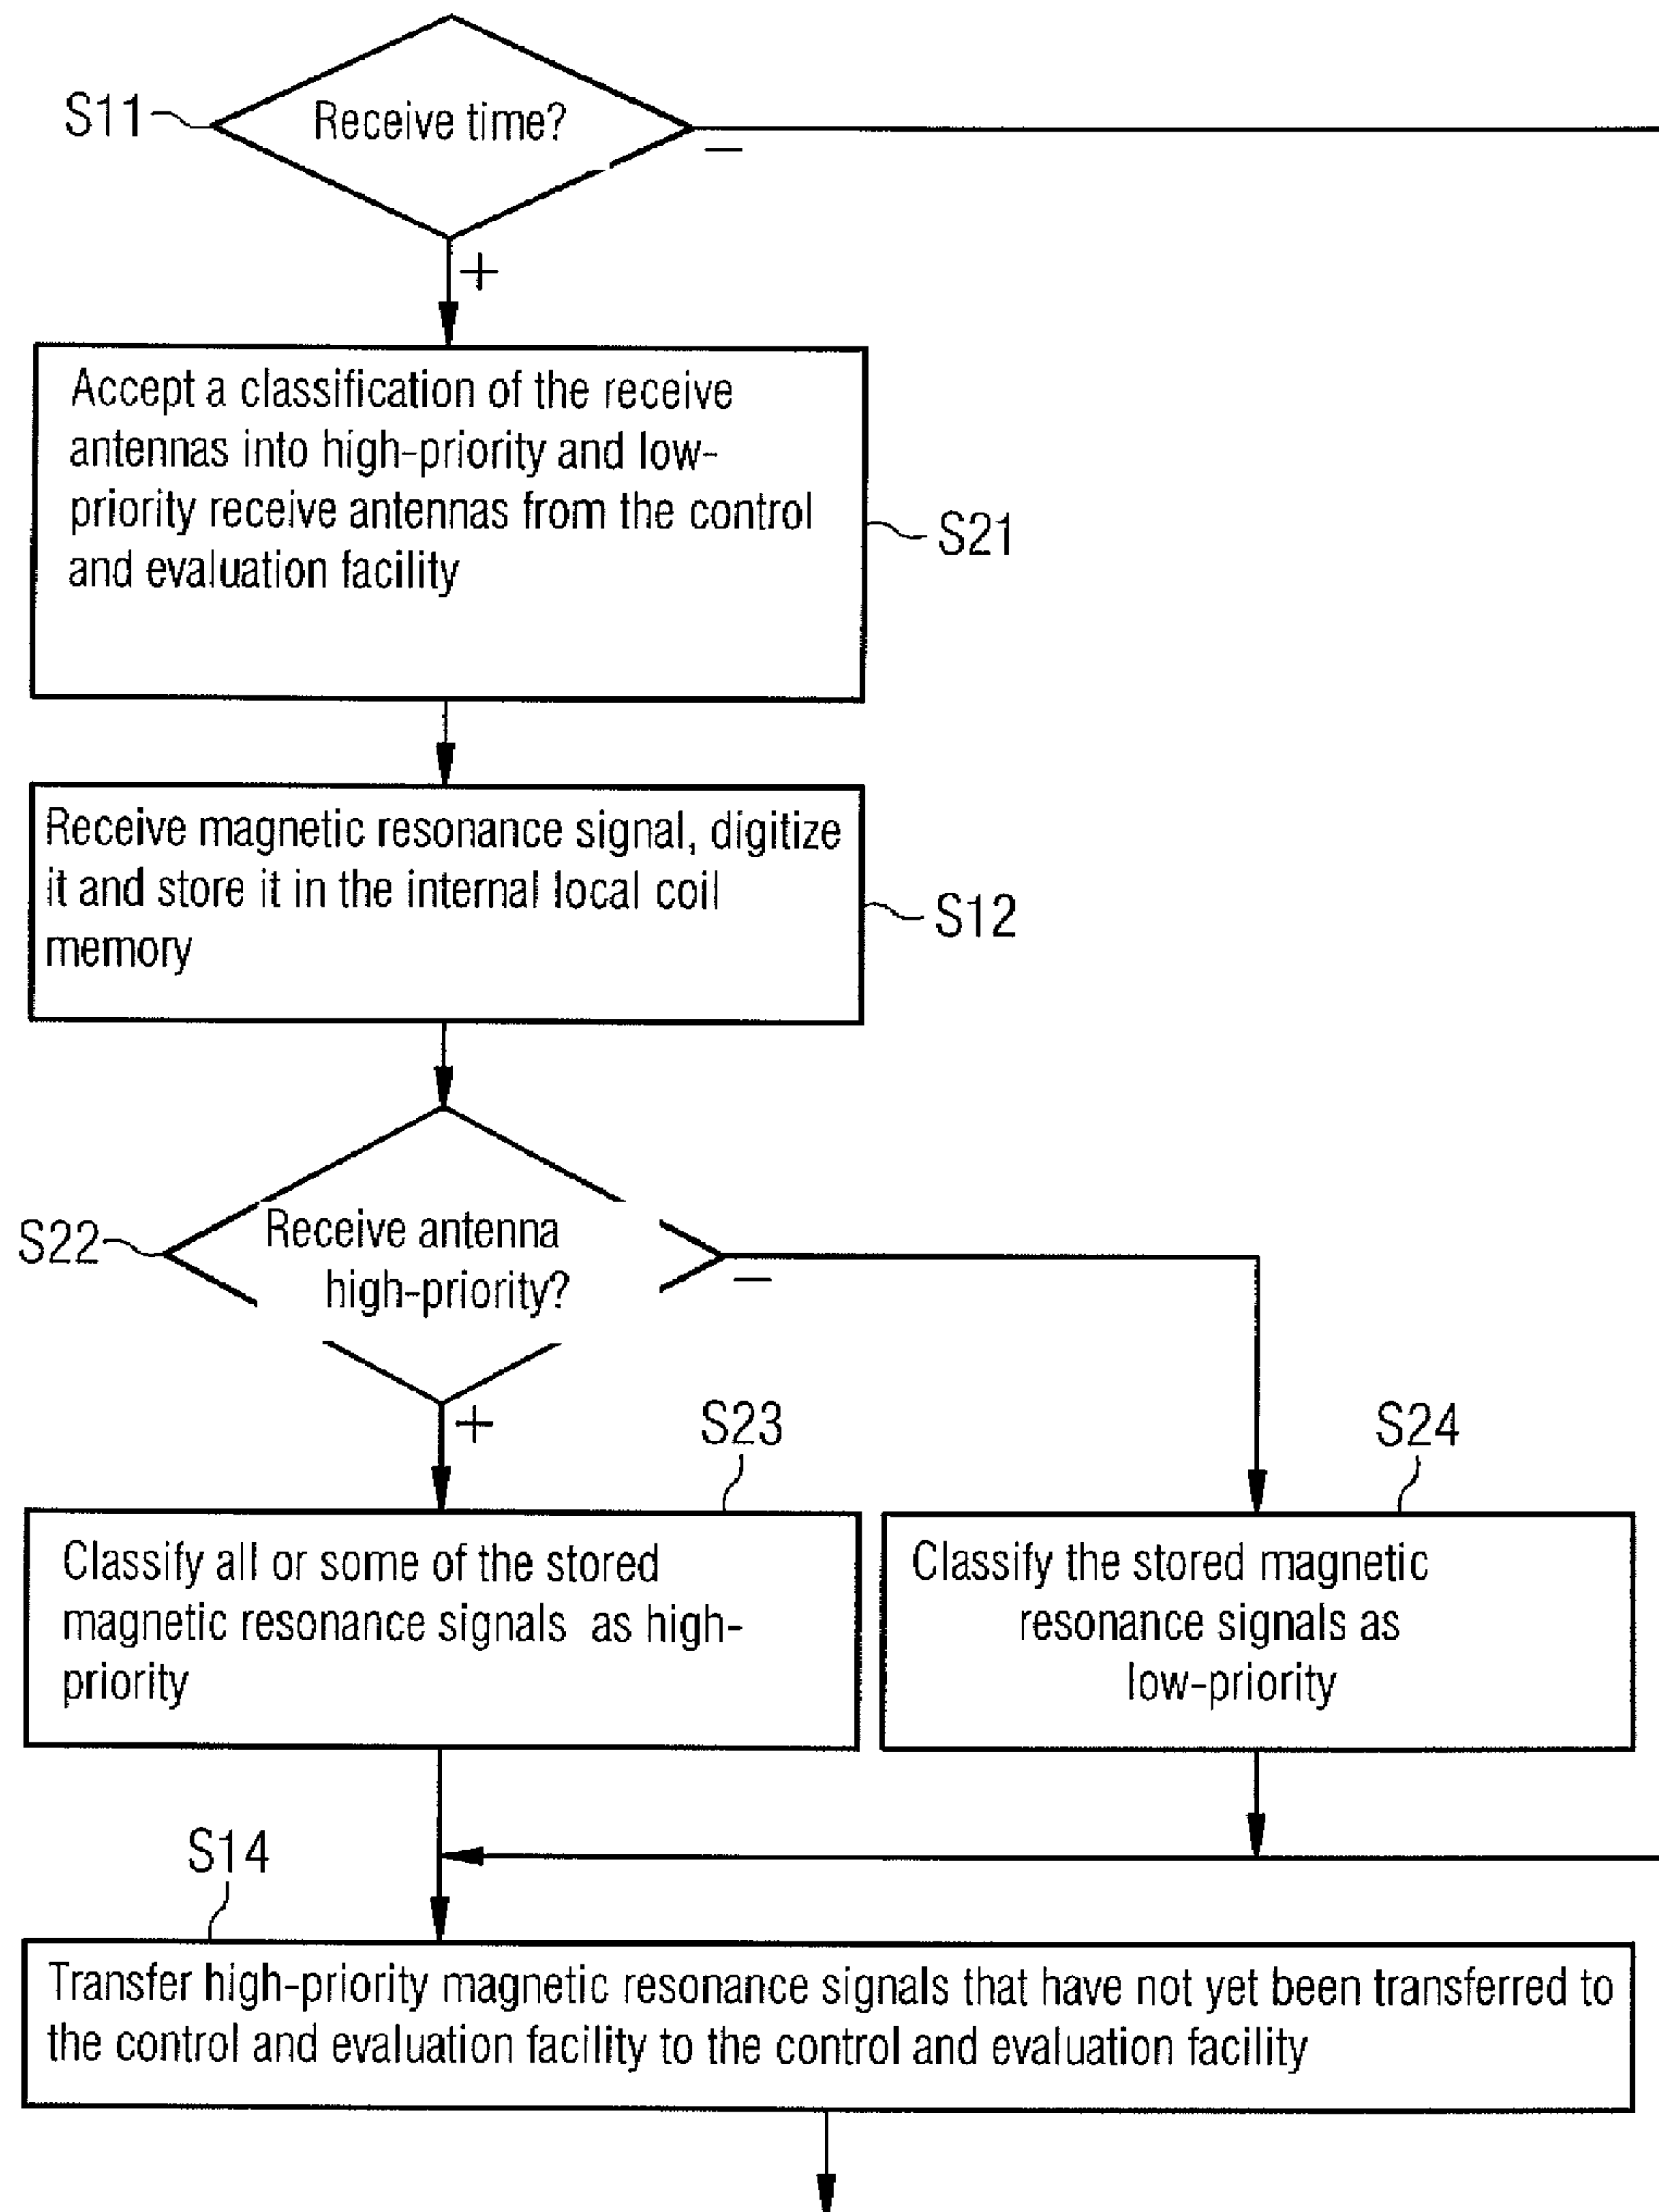 S11
Receive time?
−
+
Accept a classification of the receive
antennas into high-priority and low-
priority receive antennas from the control
and evaluation facility
S21
Receive magnetic resonance signal, digitize
it and store it in the internal local coil
memory
S12
S22
Receive antenna
high-priority?
−
+
S23
S24
Classify all or some of the stored
magnetic resonance signals as high-
priority
Classify the stored magnetic
resonance signals as
low-priority
S14
Transfer high-priority magnetic resonance signals that have not yet been transferred to
the control and evaluation facility to the control and evaluation facility